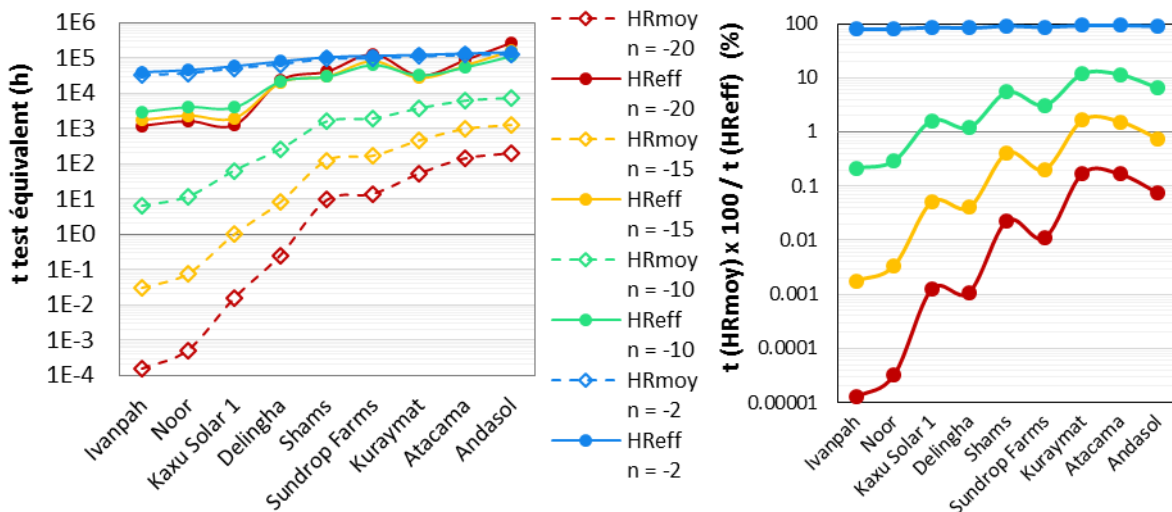 t test équivalent (h)
1E6
1E5
1E4
1E3
1E2
1E1
1E0
1E-1
1E-2
1E-3
1E-4
Ivanpah
Noor
Kaxu Solar 1
Delingha
Shams
Sundrop Farms
Kuraymat
Atacama
Andasol
HRmoy
n = -20
HReff
n = -20
HRmoy
n = -15
HReff
n = -15
HRmoy
n = -10
HReff
n = -10
HRmoy
n = -2
HReff
n = -2
t (HRmoy) x 100 / t (HReff) (%)
100
10
1
0.1
0.01
0.001
0.0001
0.00001
Ivanpah
Noor
Kaxu Solar 1
Delingha
Shams
Sundrop Farms
Kuraymat
Atacama
Andasol